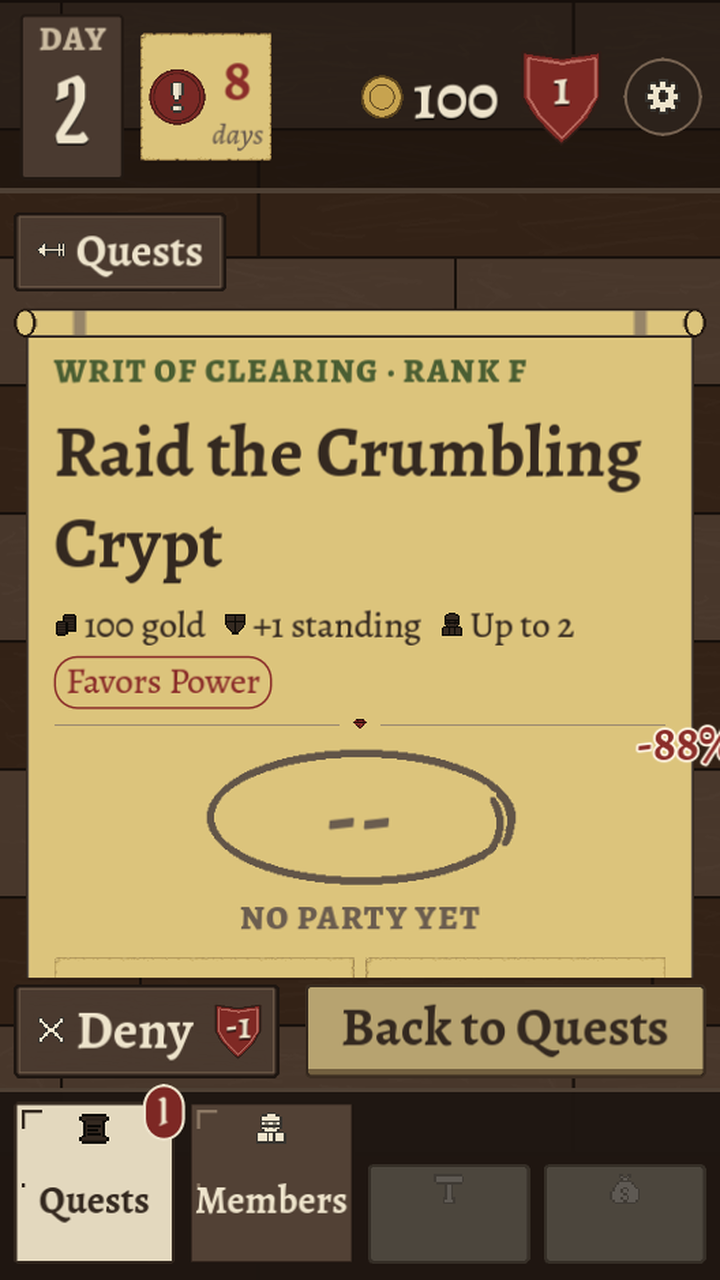 DAY
2
8
days
100
1
Quests
WRIT OF CLEARING · RANK F
Raid the Crumbling
Crypt
100 gold +1 standing Up to 2
Favors Power
-88%
--
NO PARTY YET
Deny -1
Back to Quests
1
Quests
Members